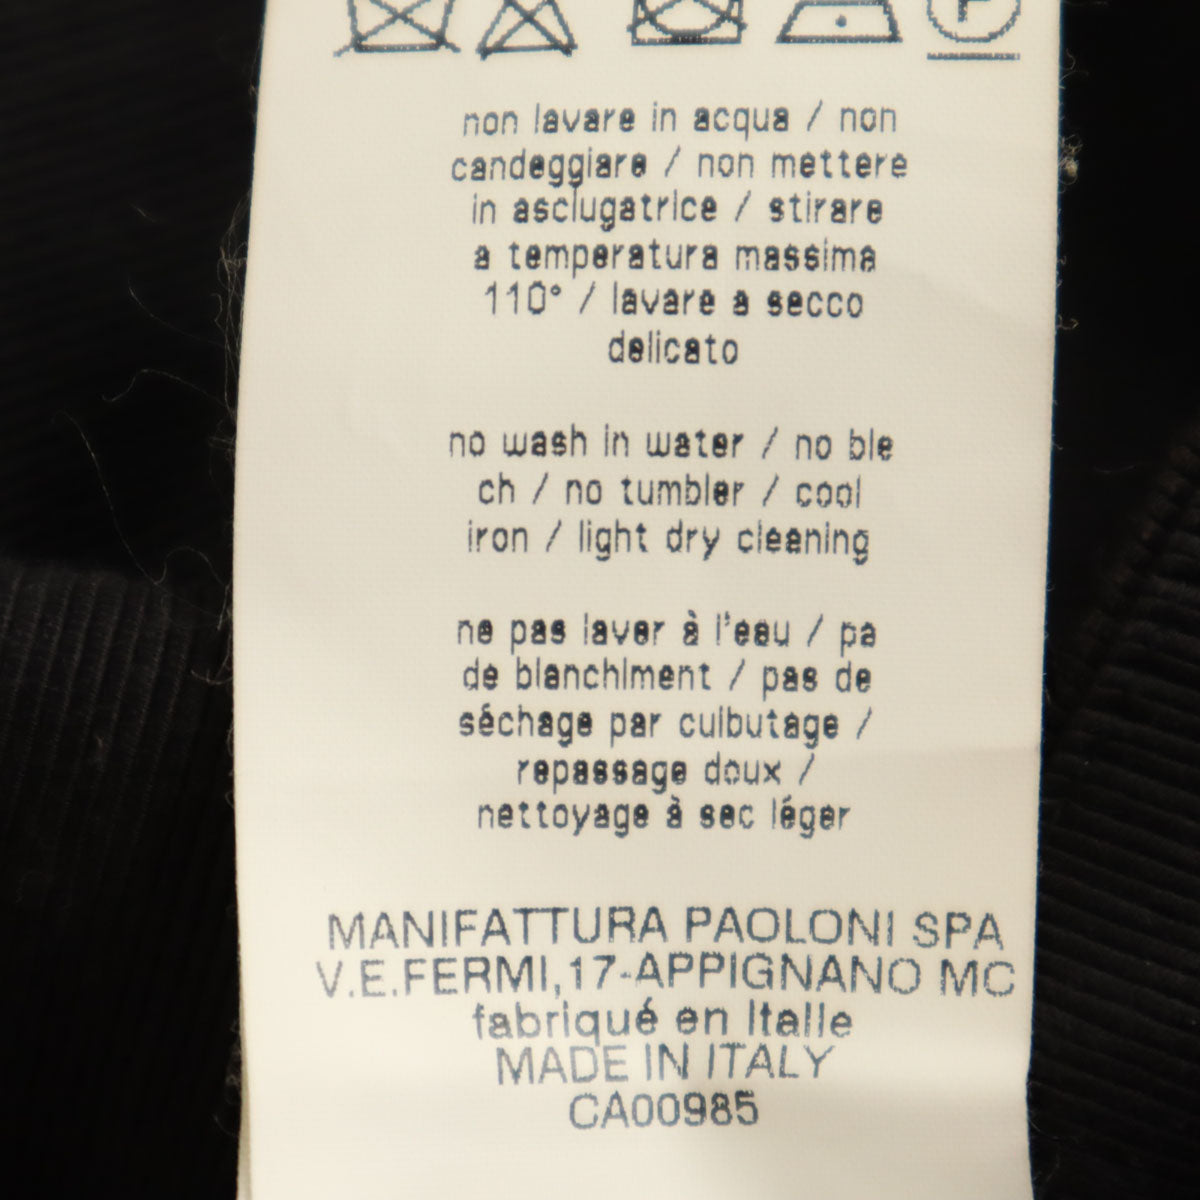 P
non lavare in acqua / non
candeggiare / non mettere
in asciugatrice / stirare
a temperatura massima
110° / lavare a secco
delicato
no wash in water / no ble
ch / no tumbler / cool
iron / light dry cleaning
ne pas laver à l'eau / pa
de blanchiment / pas de
séchage par culbutage /
repassage doux /
nettoyage à sec léger
MANIFATTURA PAOLONI SPA
V.E.FERMI,17-APPIGNANO MC
fabriqué en Italie
MADE IN ITALY
CA00985